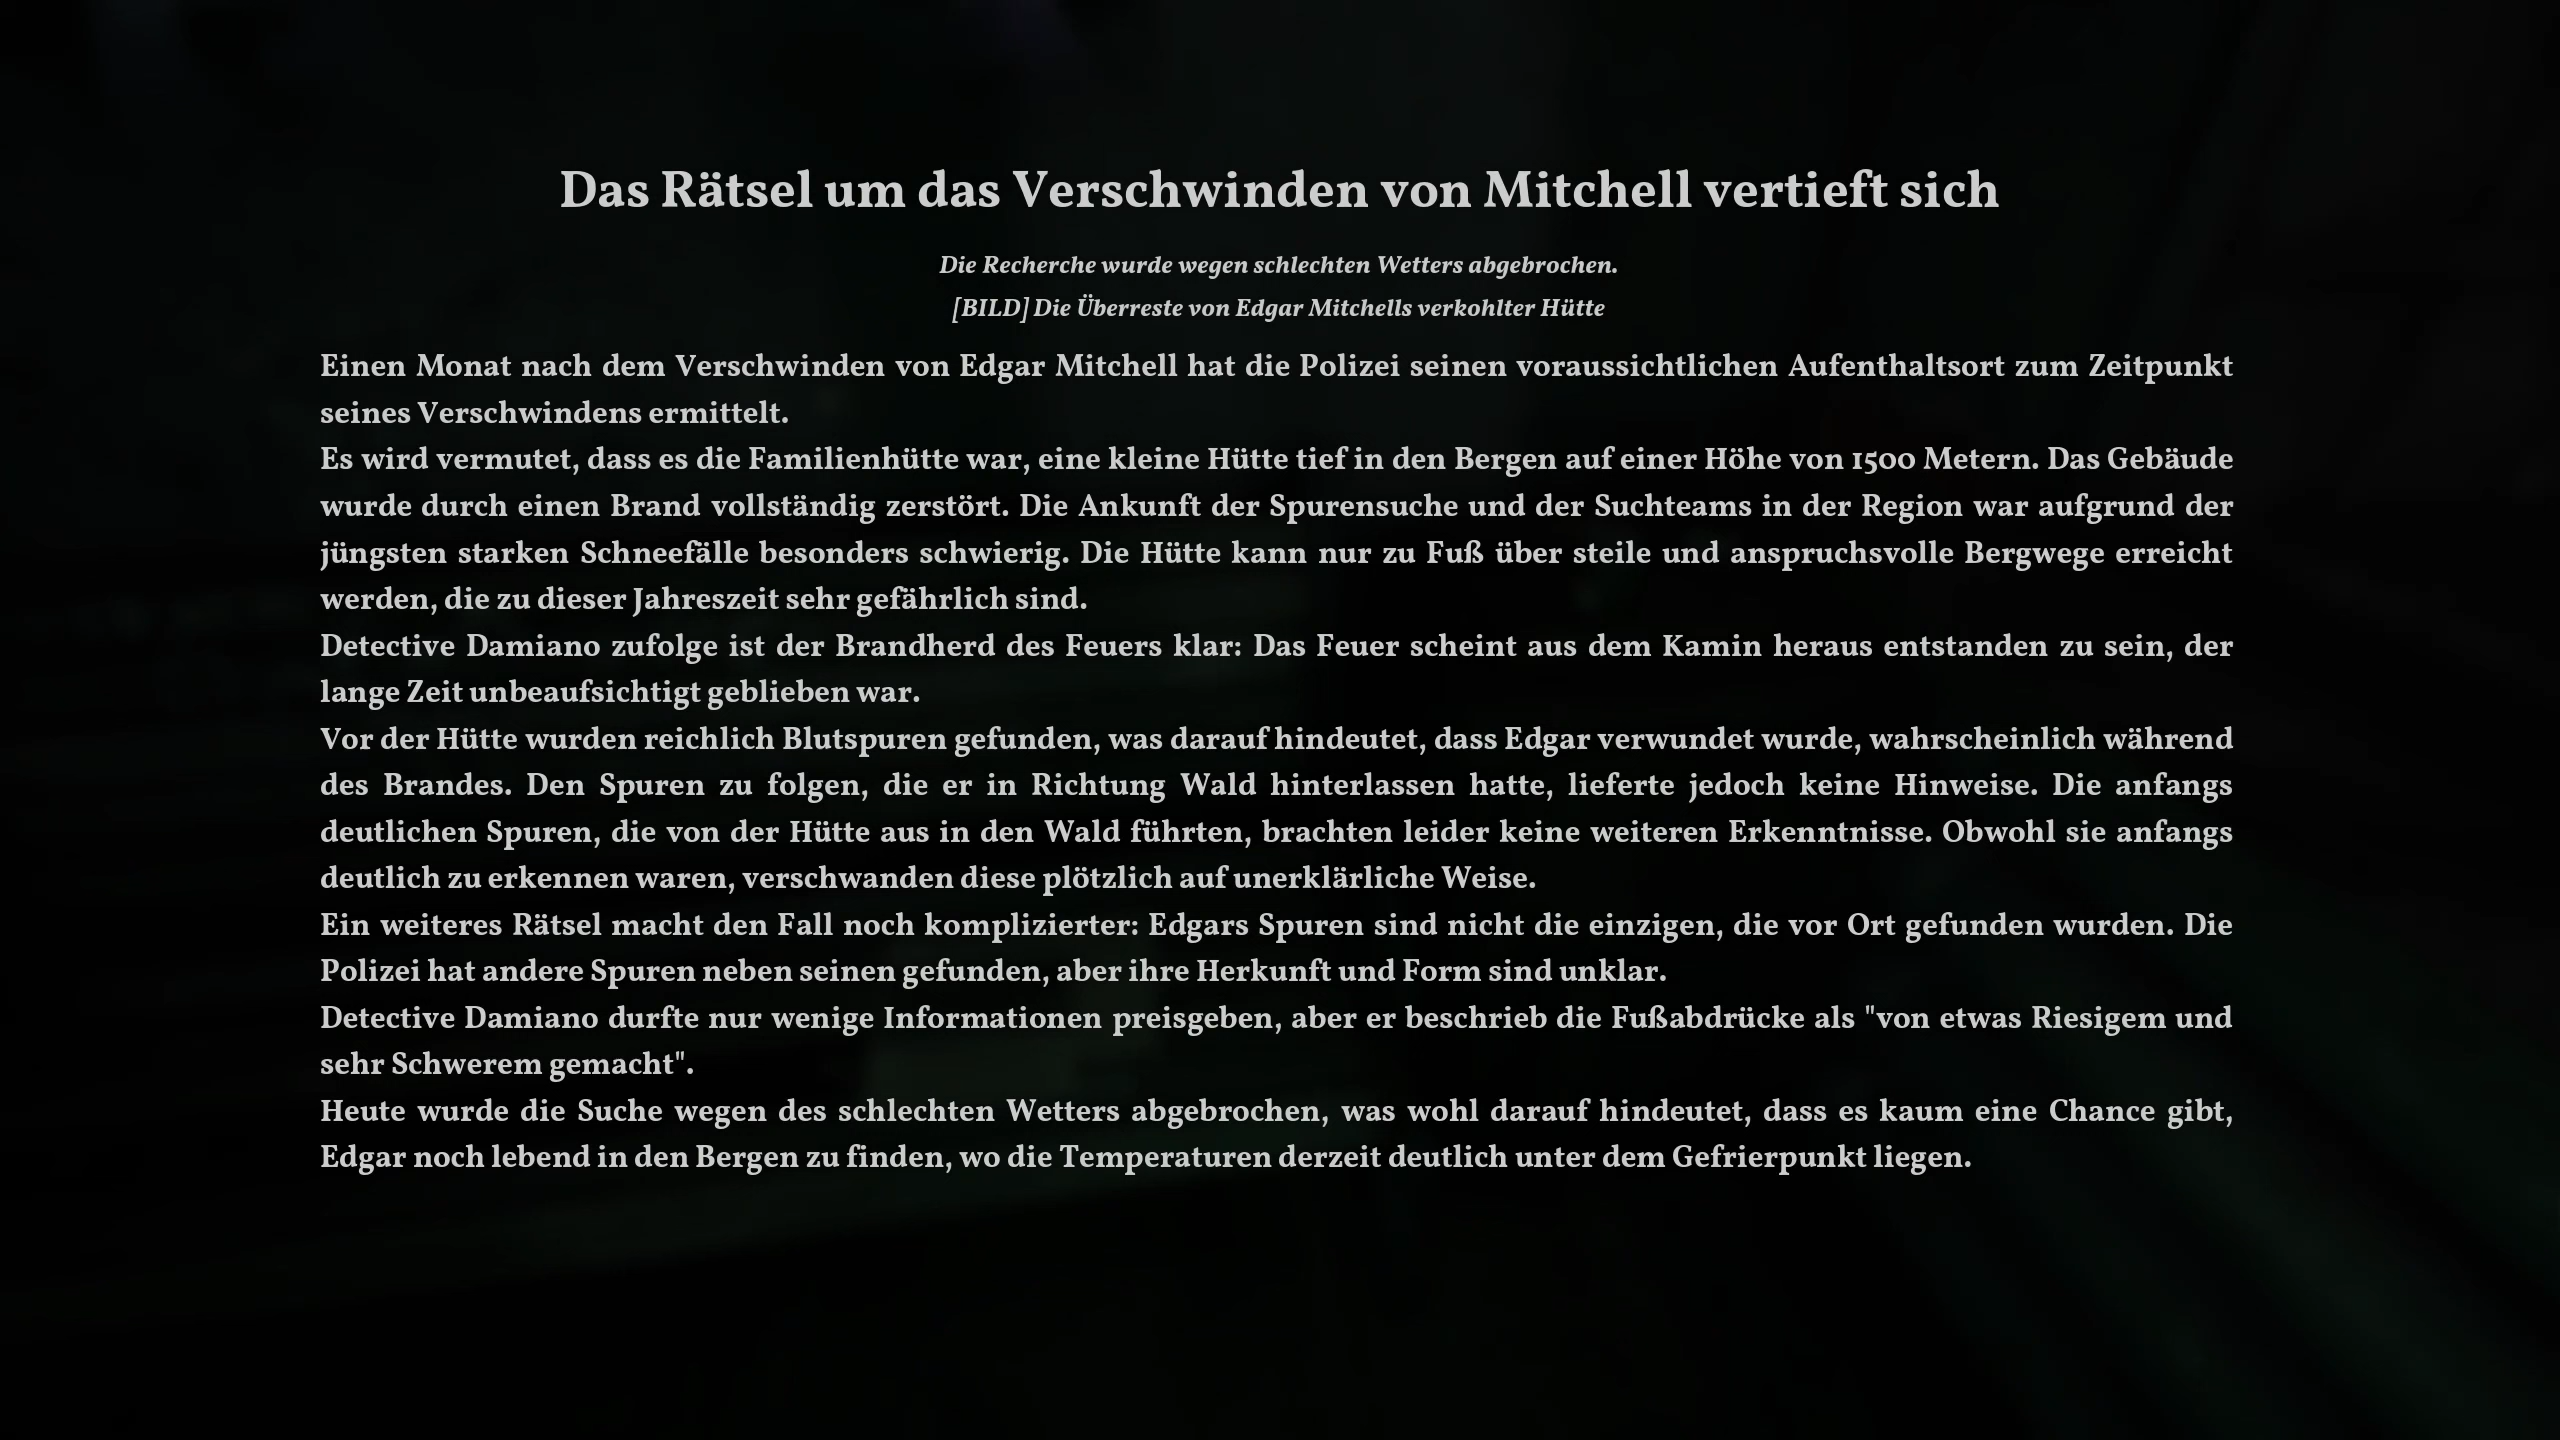 Das Rätsel um das Verschwinden von Mitchell vertieft sich
Die Recherche wurde wegen schlechten Wetters abgebrochen.
[BILD] Die Überreste von Edgar Mitchells verkohlter Hütte
Einen Monat nach dem Verschwinden von Edgar Mitchell hat die Polizei seinen voraussichtlichen Aufenthaltsort zum Zeitpunkt
seines Verschwindens ermittelt.
Es wird vermutet, dass es die Familienhütte war, eine kleine Hütte tief in den Bergen auf einer Höhe von 1500 Metern. Das Gebäude
wurde durch einen Brand vollständig zerstört. Die Ankunft der Spurensuche und der Suchteams in der Region war aufgrund der
jüngsten starken Schneefälle besonders schwierig. Die Hütte kann nur zu Fuß über steile und anspruchsvolle Bergwege erreicht
werden, die zu dieser Jahreszeit sehr gefährlich sind.
Detective Damiano zufolge ist der Brandherd des Feuers klar: Das Feuer scheint aus dem Kamin heraus entstanden zu sein, der
lange Zeit unbeaufsichtigt geblieben war.
Vor der Hütte wurden reichlich Blutspuren gefunden, was darauf hindeutet, dass Edgar verwundet wurde, wahrscheinlich während
des Brandes. Den Spuren zu folgen, die er in Richtung Wald hinterlassen hatte, lieferte jedoch keine Hinweise. Die anfangs
deutlichen Spuren, die von der Hütte aus in den Wald führten, brachten leider keine weiteren Erkenntnisse. Obwohl sie anfangs
deutlich zu erkennen waren, verschwanden diese plötzlich auf unerklärliche Weise.
Ein weiteres Rätsel macht den Fall noch komplizierter: Edgars Spuren sind nicht die einzigen, die vor Ort gefunden wurden. Die
Polizei hat andere Spuren neben seinen gefunden, aber ihre Herkunft und Form sind unklar.
Detective Damiano durfte nur wenige Informationen preisgeben, aber er beschrieb die Fußabdrücke als "von etwas Riesigem und
sehr Schwerem gemacht".
Heute wurde die Suche wegen des schlechten Wetters abgebrochen, was wohl darauf hindeutet, dass es kaum eine Chance gibt,
Edgar noch lebend in den Bergen zu finden, wo die Temperaturen derzeit deutlich unter dem Gefrierpunkt liegen.